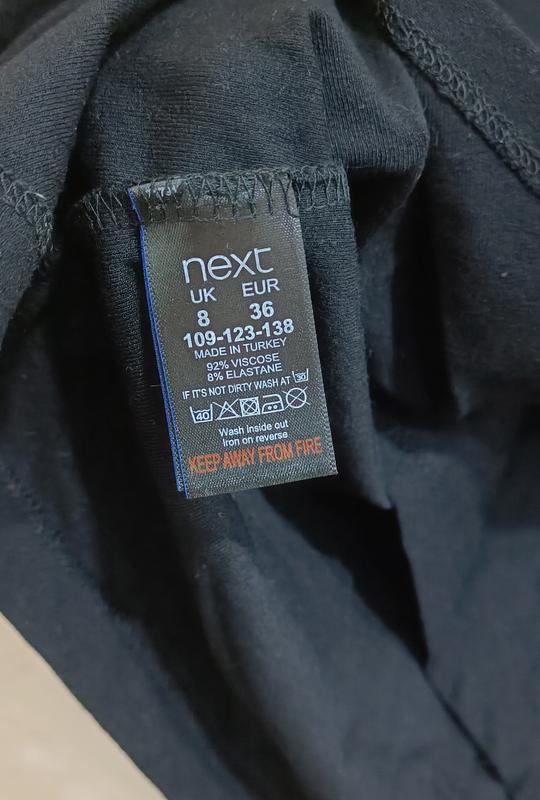 next
UK EUR
8 36
109-123-138
MADE IN TURKEY
92% VISCOSE
8% ELASTANE
IF IT'S NOT DIRTY WASH AT 30
40
Wash inside out
Iron on reverse
KEEP AWAY FROM FIRE